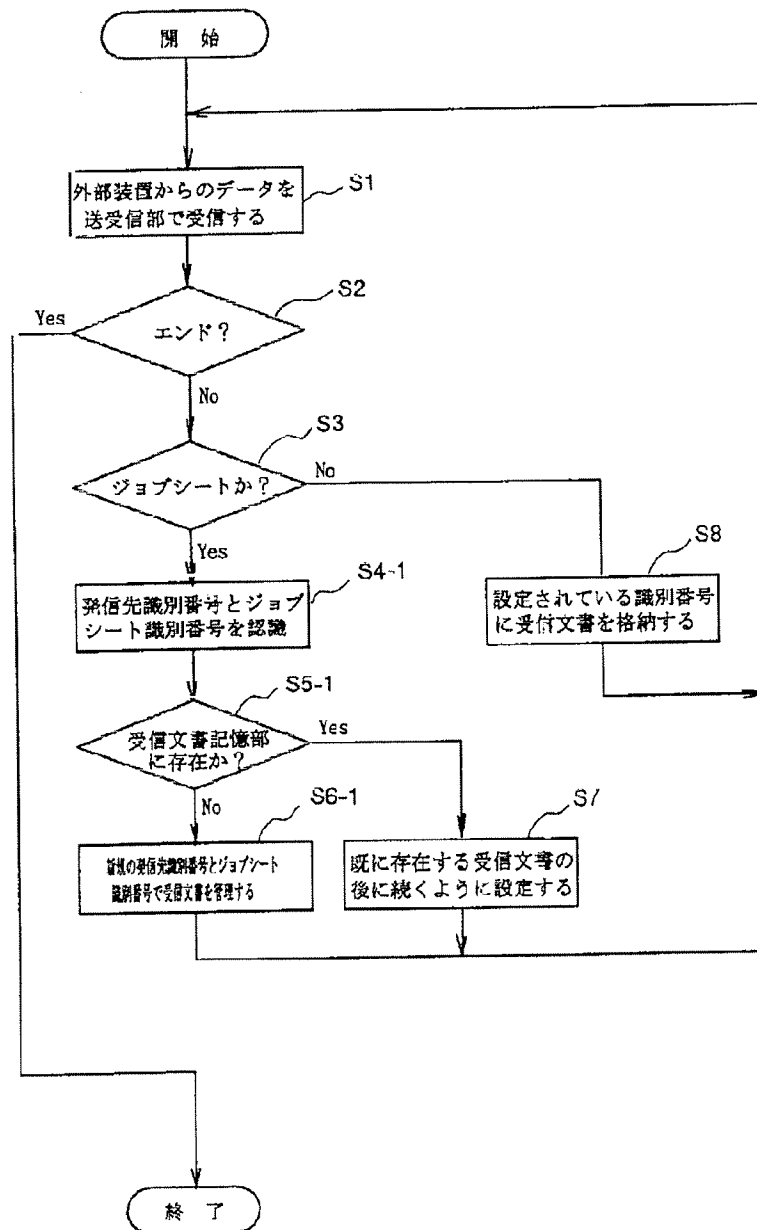 開 始
外部装置からのデータを
送受信部で受信する
S1
エンド?
S2
Yes
No
ジョブシートか?
S3
No
Yes
発信先識別番号とジョブ
シート識別番号を認識
S4-1
設定されている識別番号
に受信文書を格納する
S8
受信文書記憶部
に存在か?
S5-1
Yes
No
新規の発信先識別番号とジョブシート
識別番号で受信文書を管理する
S6-1
既に存在する受信文書の
後に続くように設定する
S7
終 了